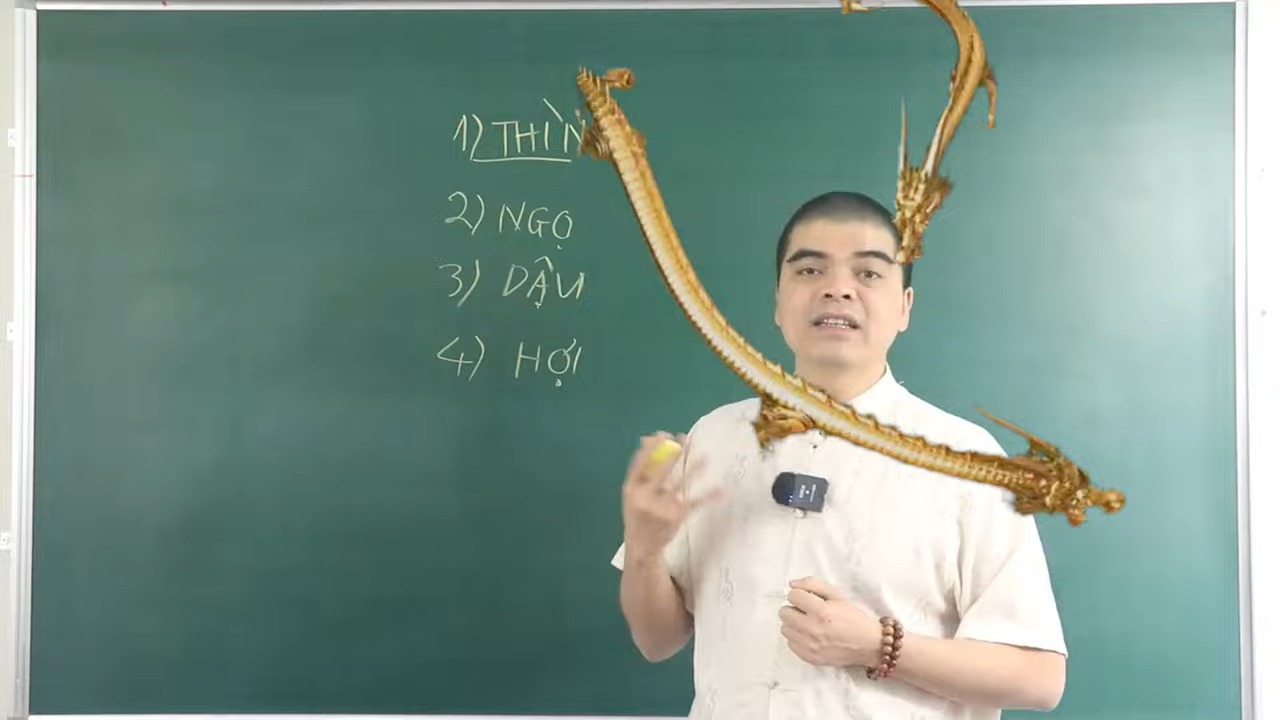 1) THÌN
2) NGỌ
3) DẬU
4) HỢI